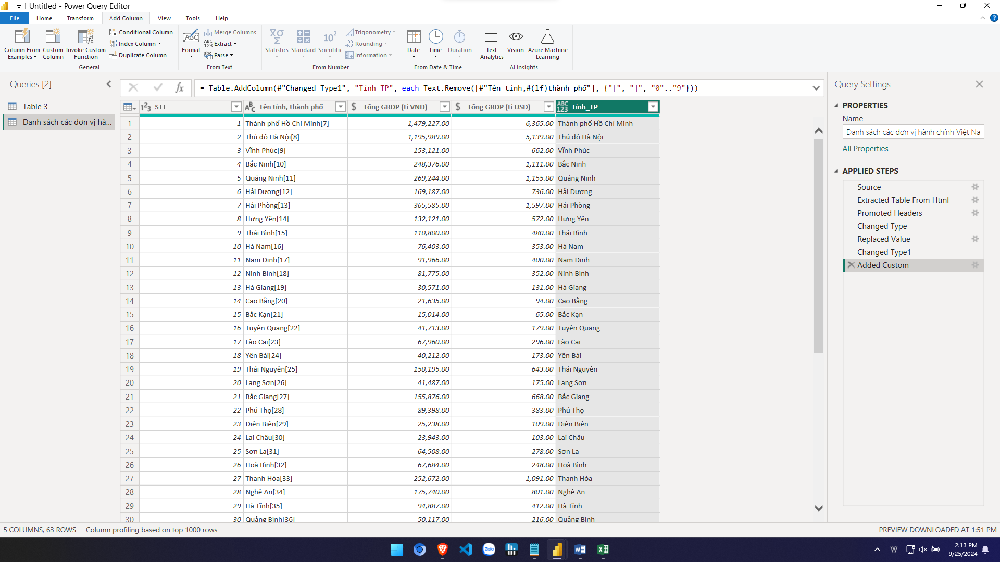 Untitled - Power Query Editor
File Home Transform Add Column View Tools Help
Column From Examples
Custom Column
Invoke Custom Function
Conditional Column
Index Column
Duplicate Column
General
Format
Merge Columns
Extract
Parse
From Text
Statistics
Standard
Scientific
Trigonometry
Rounding
Information
From Number
Date
Time
Duration
From Date & Time
Text Analytics
Vision
Azure Machine Learning
AI Insights
Queries [2]
Table 3
Danh sách các đơn vị hà...
= Table.AddColumn(#"Changed Type1", "Tỉnh_TP", each Text.Remove([#"Tên tỉnh,#(lf)thành phố"], {"[", "]", "0".."9"}))
STT Tên tỉnh, thành phố Tổng GRDP (tỉ VNĐ) Tổng GRDP (tỉ USD) Tỉnh_TP
1 1 Thành phố Hồ Chí Minh[7] 1,479,227.00 6,365.00 Thành phố Hồ Chí Minh
2 2 Thủ đô Hà Nội[8] 1,195,989.00 5,139.00 Thủ đô Hà Nội
3 3 Vĩnh Phúc[9] 153,121.00 662.00 Vĩnh Phúc
4 4 Bắc Ninh[10] 248,376.00 1,111.00 Bắc Ninh
5 5 Quảng Ninh[11] 269,244.00 1,155.00 Quảng Ninh
6 6 Hải Dương[12] 169,187.00 736.00 Hải Dương
7 7 Hải Phòng[13] 365,585.00 1,597.00 Hải Phòng
8 8 Hưng Yên[14] 132,121.00 572.00 Hưng Yên
9 9 Thái Bình[15] 110,800.00 480.00 Thái Bình
10 10 Hà Nam[16] 76,403.00 353.00 Hà Nam
11 11 Nam Định[17] 91,966.00 400.00 Nam Định
12 12 Ninh Bình[18] 81,775.00 352.00 Ninh Bình
13 13 Hà Giang[19] 30,571.00 131.00 Hà Giang
14 14 Cao Bằng[20] 21,635.00 94.00 Cao Bằng
15 15 Bắc Kạn[21] 15,014.00 65.00 Bắc Kạn
16 16 Tuyên Quang[22] 41,713.00 179.00 Tuyên Quang
17 17 Lào Cai[23] 67,960.00 296.00 Lào Cai
18 18 Yên Bái[24] 40,212.00 173.00 Yên Bái
19 19 Thái Nguyên[25] 150,195.00 643.00 Thái Nguyên
20 20 Lạng Sơn[26] 41,487.00 175.00 Lạng Sơn
21 21 Bắc Giang[27] 155,876.00 668.00 Bắc Giang
22 22 Phú Thọ[28] 89,398.00 383.00 Phú Thọ
23 23 Điện Biên[29] 25,238.00 109.00 Điện Biên
24 24 Lai Châu[30] 23,943.00 103.00 Lai Châu
25 25 Sơn La[31] 64,508.00 278.00 Sơn La
26 26 Hoà Bình[32] 67,684.00 248.00 Hoà Bình
27 27 Thanh Hóa[33] 252,672.00 1,091.00 Thanh Hóa
28 28 Nghệ An[34] 175,740.00 801.00 Nghệ An
29 29 Hà Tĩnh[35] 94,887.00 412.00 Hà Tĩnh
30 30 Quảng Bình[36] 50,117.00 216.00 Quảng Bình
Query Settings
PROPERTIES
Name
Danh sách các đơn vị hành chính Việt Na
All Properties
APPLIED STEPS
Source
Extracted Table From Html
Promoted Headers
Changed Type
Replaced Value
Changed Type1
Added Custom
5 COLUMNS, 63 ROWS Column profiling based on top 1000 rows
PREVIEW DOWNLOADED AT 1:51 PM
Zalo
2:13 PM
9/25/2024